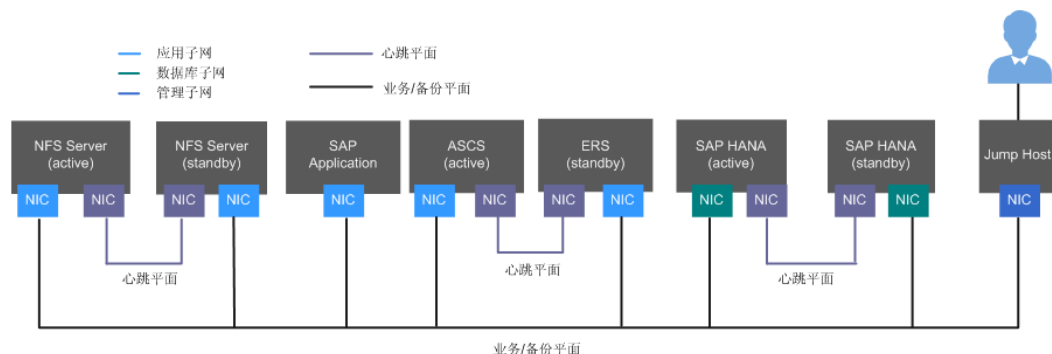 应用子网
数据库子网
管理子网
心跳平面
业务/备份平面
NFS Server
(active)
NFS Server
(standby)
SAP
Application
ASCS
(active)
ERS
(standby)
SAP HANA
(active)
SAP HANA
(standby)
Jump Host
NIC
NIC
NIC
NIC
NIC
NIC
NIC
NIC
NIC
NIC
NIC
NIC
NIC
NIC
心跳平面
心跳平面
心跳平面
业务/备份平面